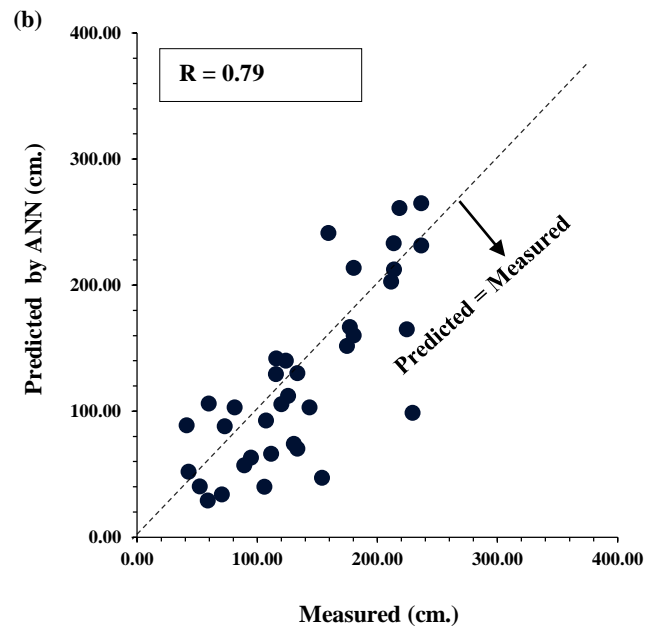 (b)
400.00
R = 0.79
300.00
200.00
100.00
0.00
Predicted by ANN (cm.)
Predicted = Measured
0.00 100.00 200.00 300.00 400.00
Measured (cm.)